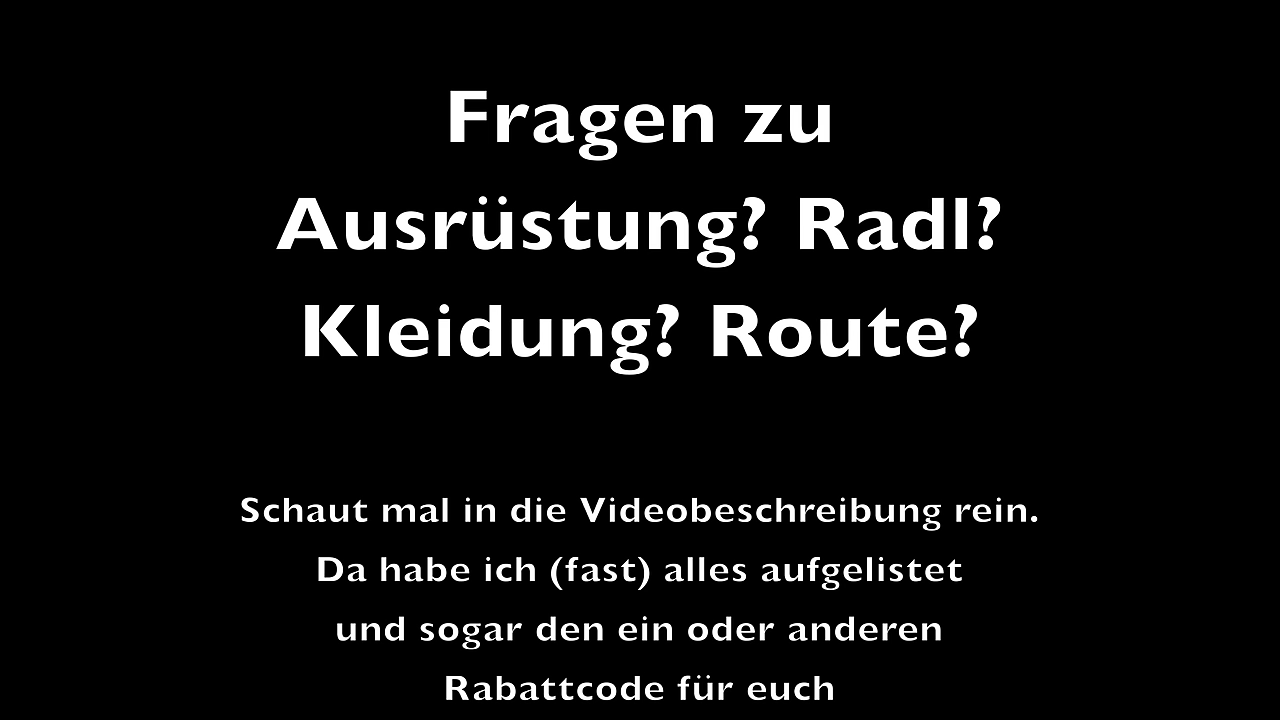 Fragen zu
Ausrüstung? Radl?
Kleidung? Route?
Schaut mal in die Videobeschreibung rein.
Da habe ich (fast) alles aufgelistet
und sogar den ein oder anderen
Rabattcode für euch